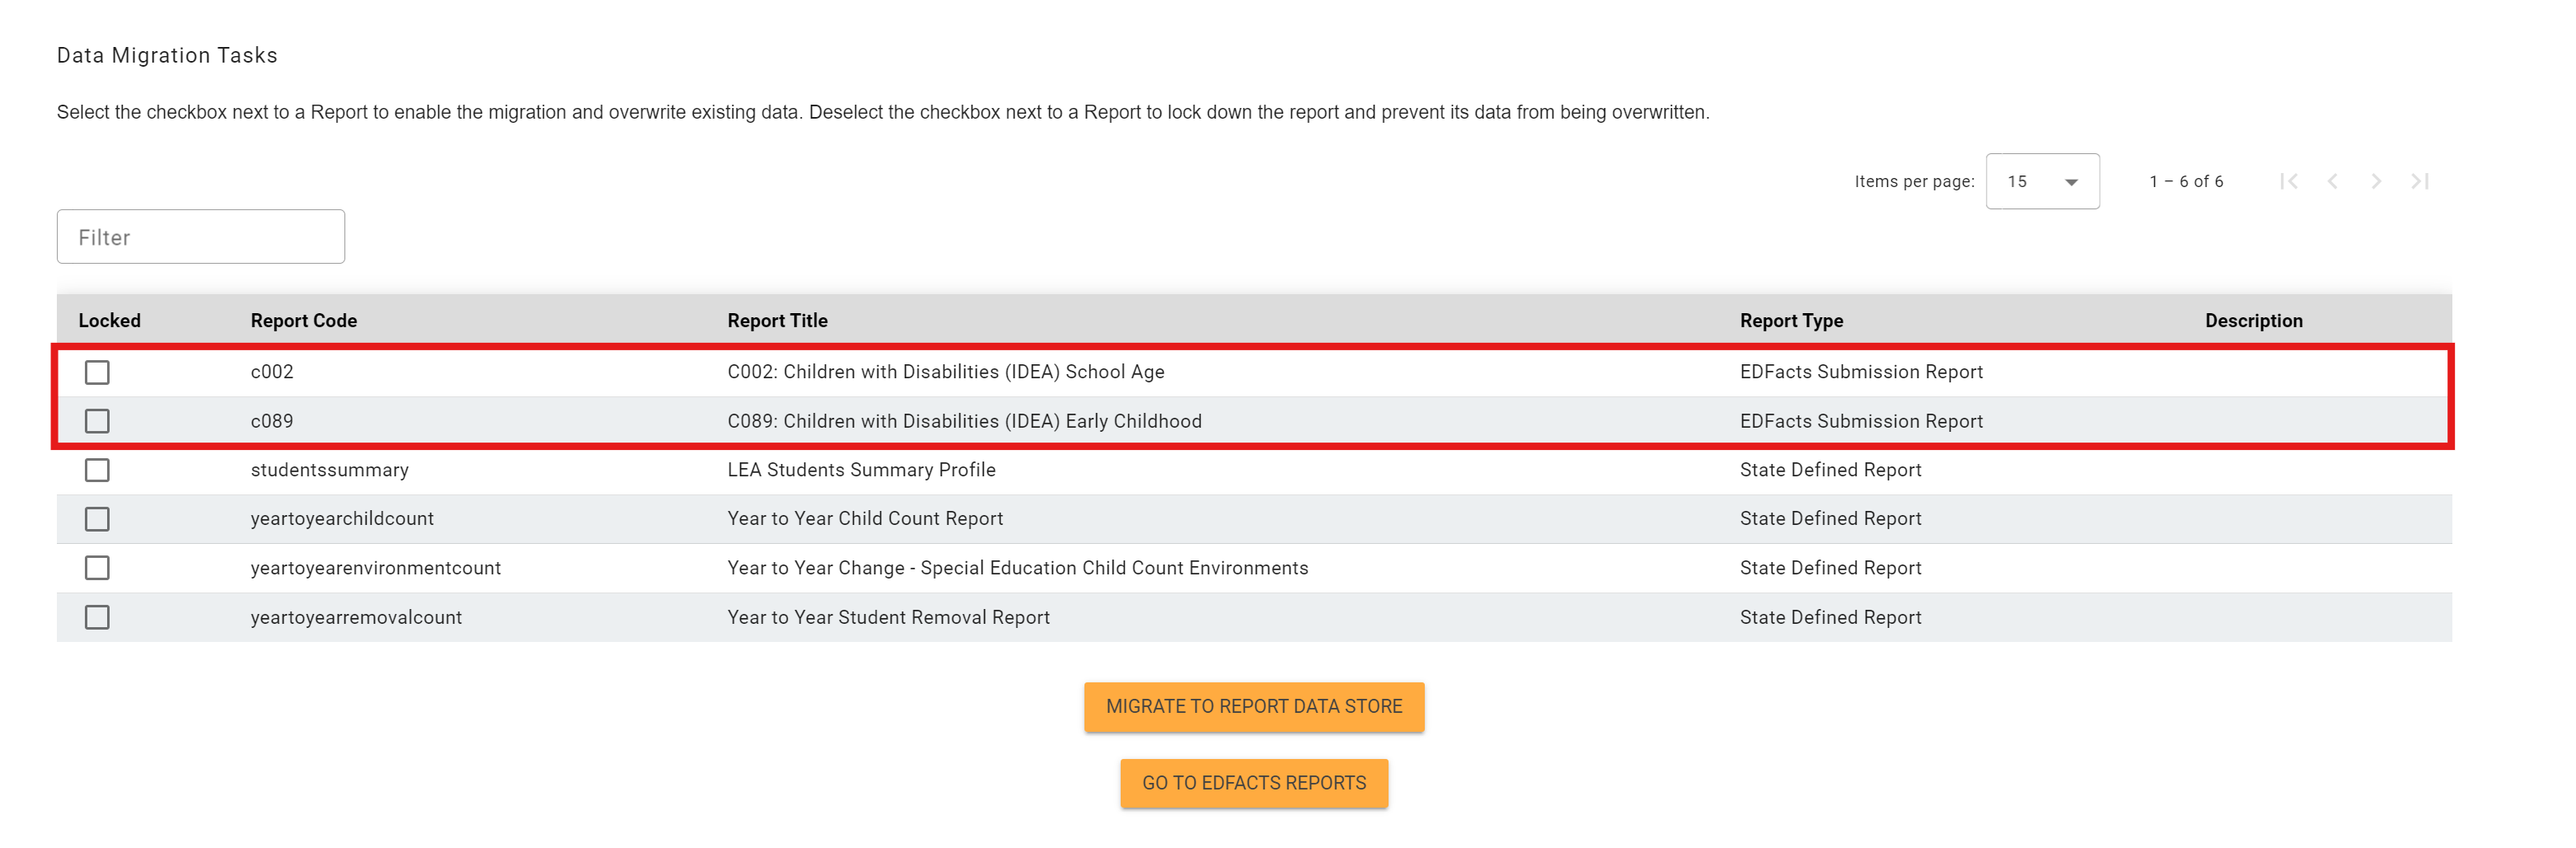 Data Migration Tasks
Select the checkbox next to a Report to enable the migration and overwrite existing data. Deselect the checkbox next to a Report to lock down the report and prevent its data from being overwritten.
Items per page: 15 1 – 6 of 6
Filter
Locked Report Code Report Title Report Type Description
c002 C002: Children with Disabilities (IDEA) School Age EDFacts Submission Report
c089 C089: Children with Disabilities (IDEA) Early Childhood EDFacts Submission Report
studentssummary LEA Students Summary Profile State Defined Report
yeartoyearchildcount Year to Year Child Count Report State Defined Report
yeartoyearenvironmentcount Year to Year Change - Special Education Child Count Environments State Defined Report
yeartoyearremovalcount Year to Year Student Removal Report State Defined Report
MIGRATE TO REPORT DATA STORE
GO TO EDFACTS REPORTS